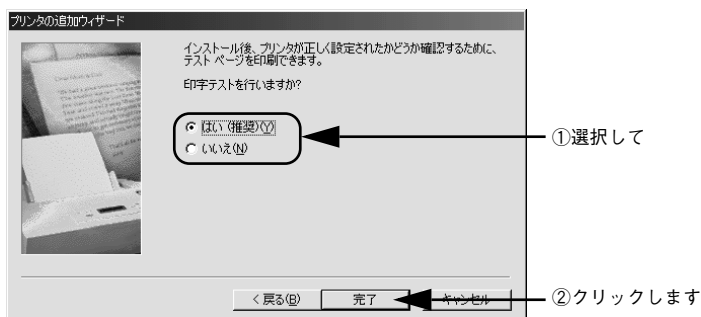 プリンタの追加ウィザード
インストール後、プリンタが正しく設定されたかどうか確認するために、
テスト ページを印刷できます。
印字テストを行いますか?
はい (推奨)(Y)
①選択して
いいえ(N)
< 戻る(B)
完了
キャンセル
②クリックします